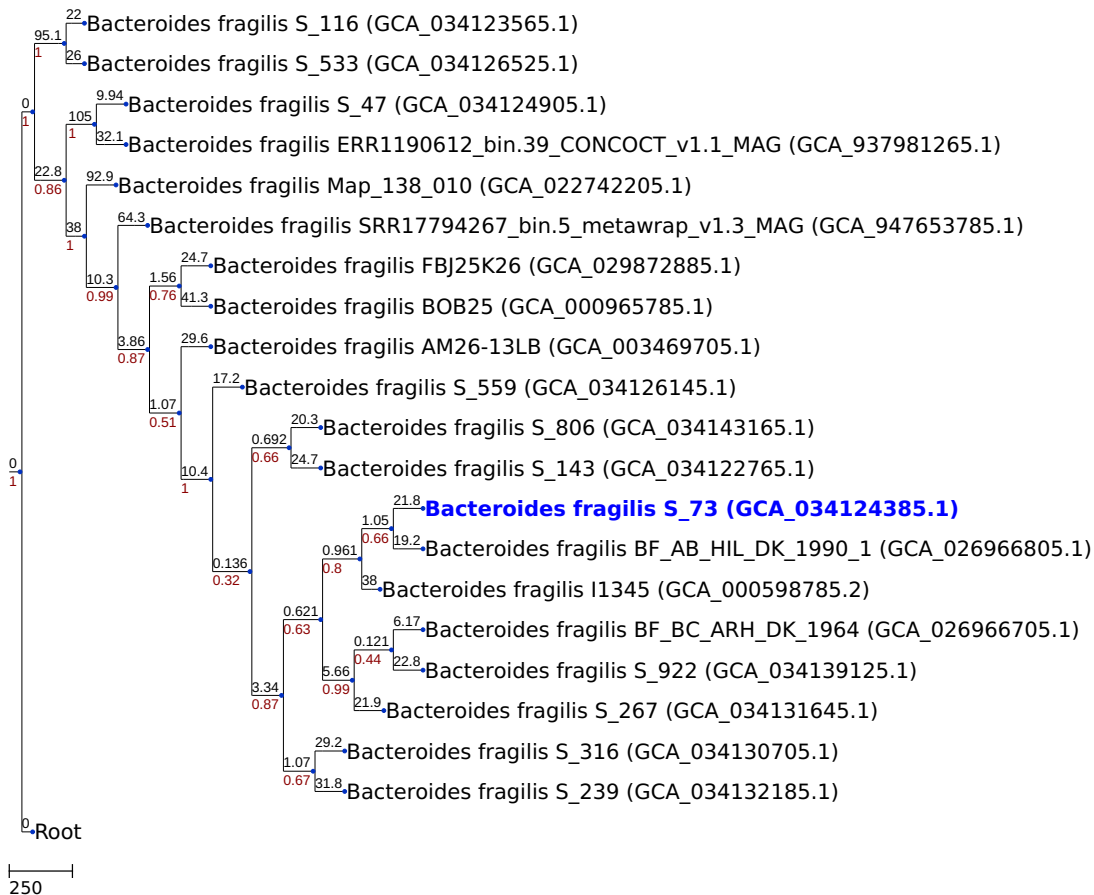 22
Bacteroides fragilis S_116 (GCA_034123565.1)
95.1
1
26
Bacteroides fragilis S_533 (GCA_034126525.1)
0
1
9.94
Bacteroides fragilis S_47 (GCA_034124905.1)
105
1
32.1
Bacteroides fragilis ERR1190612_bin.39_CONCOCT_v1.1_MAG (GCA_937981265.1)
22.8
0.86
92.9
Bacteroides fragilis Map_138_010 (GCA_022742205.1)
38
1
64.3
Bacteroides fragilis SRR17794267_bin.5_metawrap_v1.3_MAG (GCA_947653785.1)
10.3
0.99
24.7
Bacteroides fragilis FBJ25K26 (GCA_029872885.1)
1.56
0.76
41.3
Bacteroides fragilis BOB25 (GCA_000965785.1)
3.86
0.87
29.6
Bacteroides fragilis AM26-13LB (GCA_003469705.1)
1.07
0.51
17.2
Bacteroides fragilis S_559 (GCA_034126145.1)
20.3
Bacteroides fragilis S_806 (GCA_034143165.1)
0.692
0.66
24.7
Bacteroides fragilis S_143 (GCA_034122765.1)
0
1
10.4
1
21.8
Bacteroides fragilis S_73 (GCA_034124385.1)
1.05
0.66
19.2
Bacteroides fragilis BF_AB_HIL_DK_1990_1 (GCA_026966805.1)
0.961
0.8
0.136
0.32
38
Bacteroides fragilis I1345 (GCA_000598785.2)
0.621
0.63
6.17
Bacteroides fragilis BF_BC_ARH_DK_1964 (GCA_026966705.1)
0.121
0.44
22.8
Bacteroides fragilis S_922 (GCA_034139125.1)
5.66
0.99
3.34
0.87
21.9
Bacteroides fragilis S_267 (GCA_034131645.1)
29.2
Bacteroides fragilis S_316 (GCA_034130705.1)
1.07
0.67
31.8
Bacteroides fragilis S_239 (GCA_034132185.1)
0
Root
250